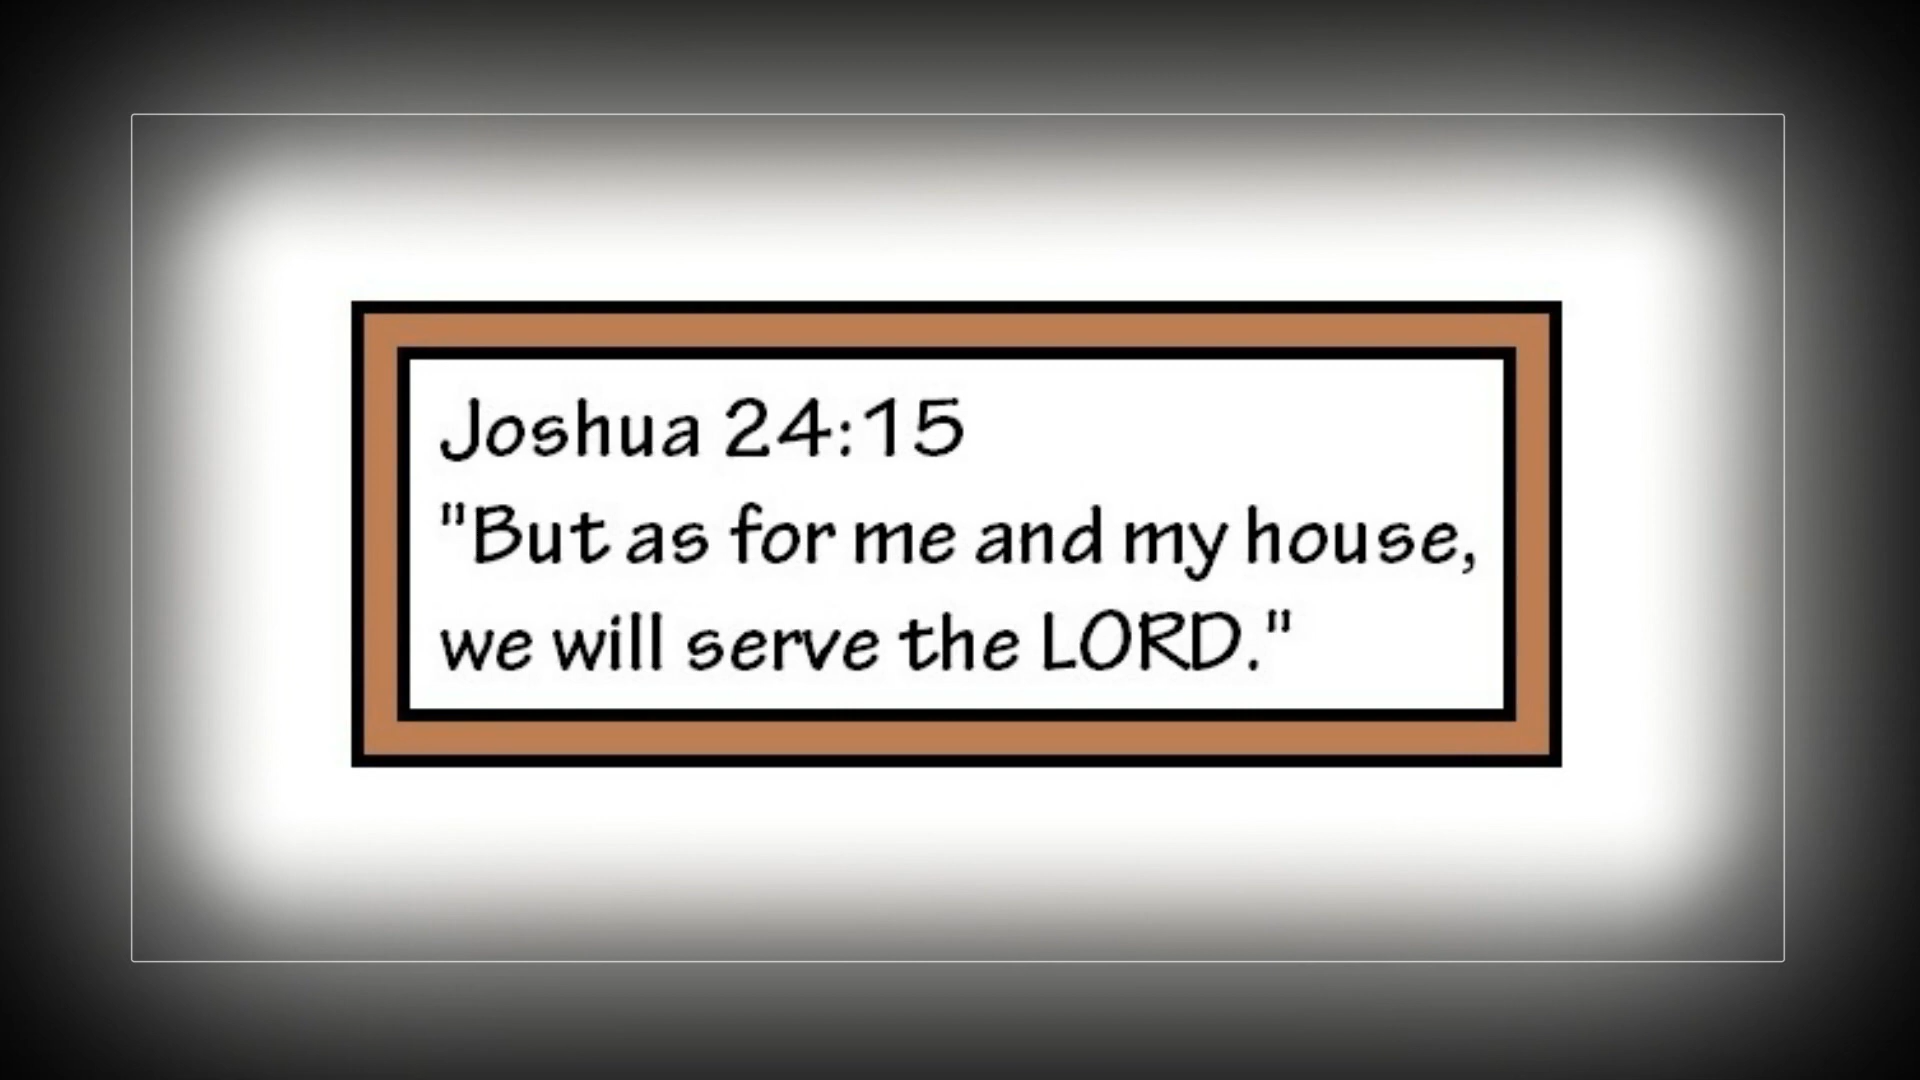 Joshua 24:15
"But as for me and my house,
we will serve the LORD."